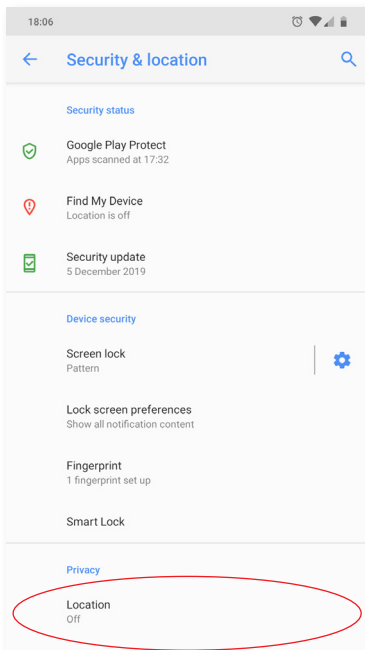 18:06
Security & location
Security status
Google Play Protect
Apps scanned at 17:32
Find My Device
Location is off
Security update
5 December 2019
Device security
Screen lock
Pattern
Lock screen preferences
Show all notification content
Fingerprint
1 fingerprint set up
Smart Lock
Privacy
Location
Off